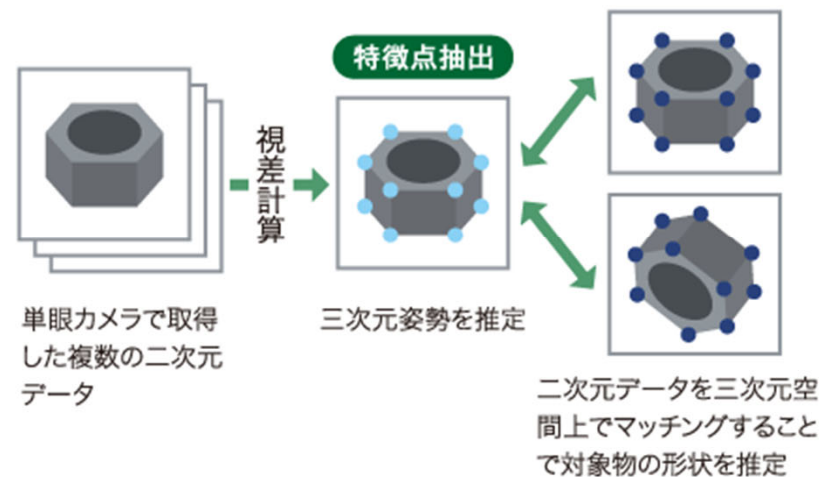 特徴点抽出
視差計算
単眼カメラで取得
した複数の二次元
データ
三次元姿勢を推定
二次元データを三次元空
間上でマッチングすること
で対象物の形状を推定